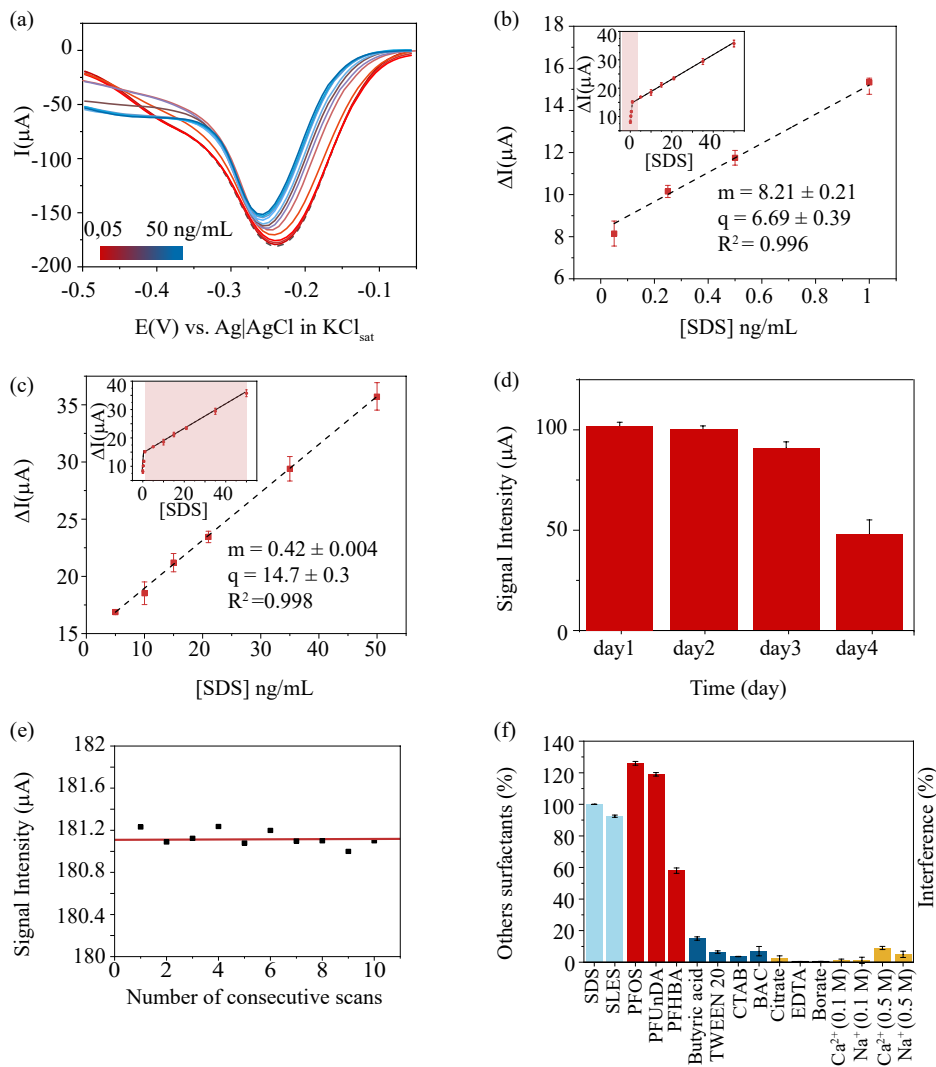 (a)
0
-50
-100
-150
-200
I(µA)
0,05 50 ng/mL
-0.5 -0.4 -0.3 -0.2 -0.1
E(V) vs. Ag|AgCl in KCl_sat
(b)
16
14
12
10
8
6
ΔI(µA)
40
30
20
10
ΔI(µA)
0 20 40
[SDS]
m = 8.21 ± 0.21
q = 6.69 ± 0.39
R² = 0.996
0 0.2 0.4 0.6 0.8 1
[SDS] ng/mL
(c)
35
30
25
20
15
ΔI(µA)
40
30
20
10
ΔI(µA)
0 20 40
[SDS]
m = 0.42 ± 0.004
q = 14.7 ± 0.3
R² =0.998
0 10 20 30 40 50
[SDS] ng/mL
(d)
100
50
0
Signal Intensity (µA)
day1 day2 day3 day4
Time (day)
(e)
182
181.6
181.2
180.8
180.4
180
Signal Intensity (µA)
0 2 4 6 8 10
Number of consecutive scans
(f)
140
120
100
80
60
40
20
0
Others surfactants (%)
Interference (%)
SDS
SLES
PFOS
PFUnDA
PFHBA
Butyric acid
TWEEN 20
CTAB
BAC
Citrate
EDTA
Borate
Ca²⁺ (0.1 M)
Na⁺ (0.1 M)
Ca²⁺ (0.5 M)
Na⁺ (0.5 M)